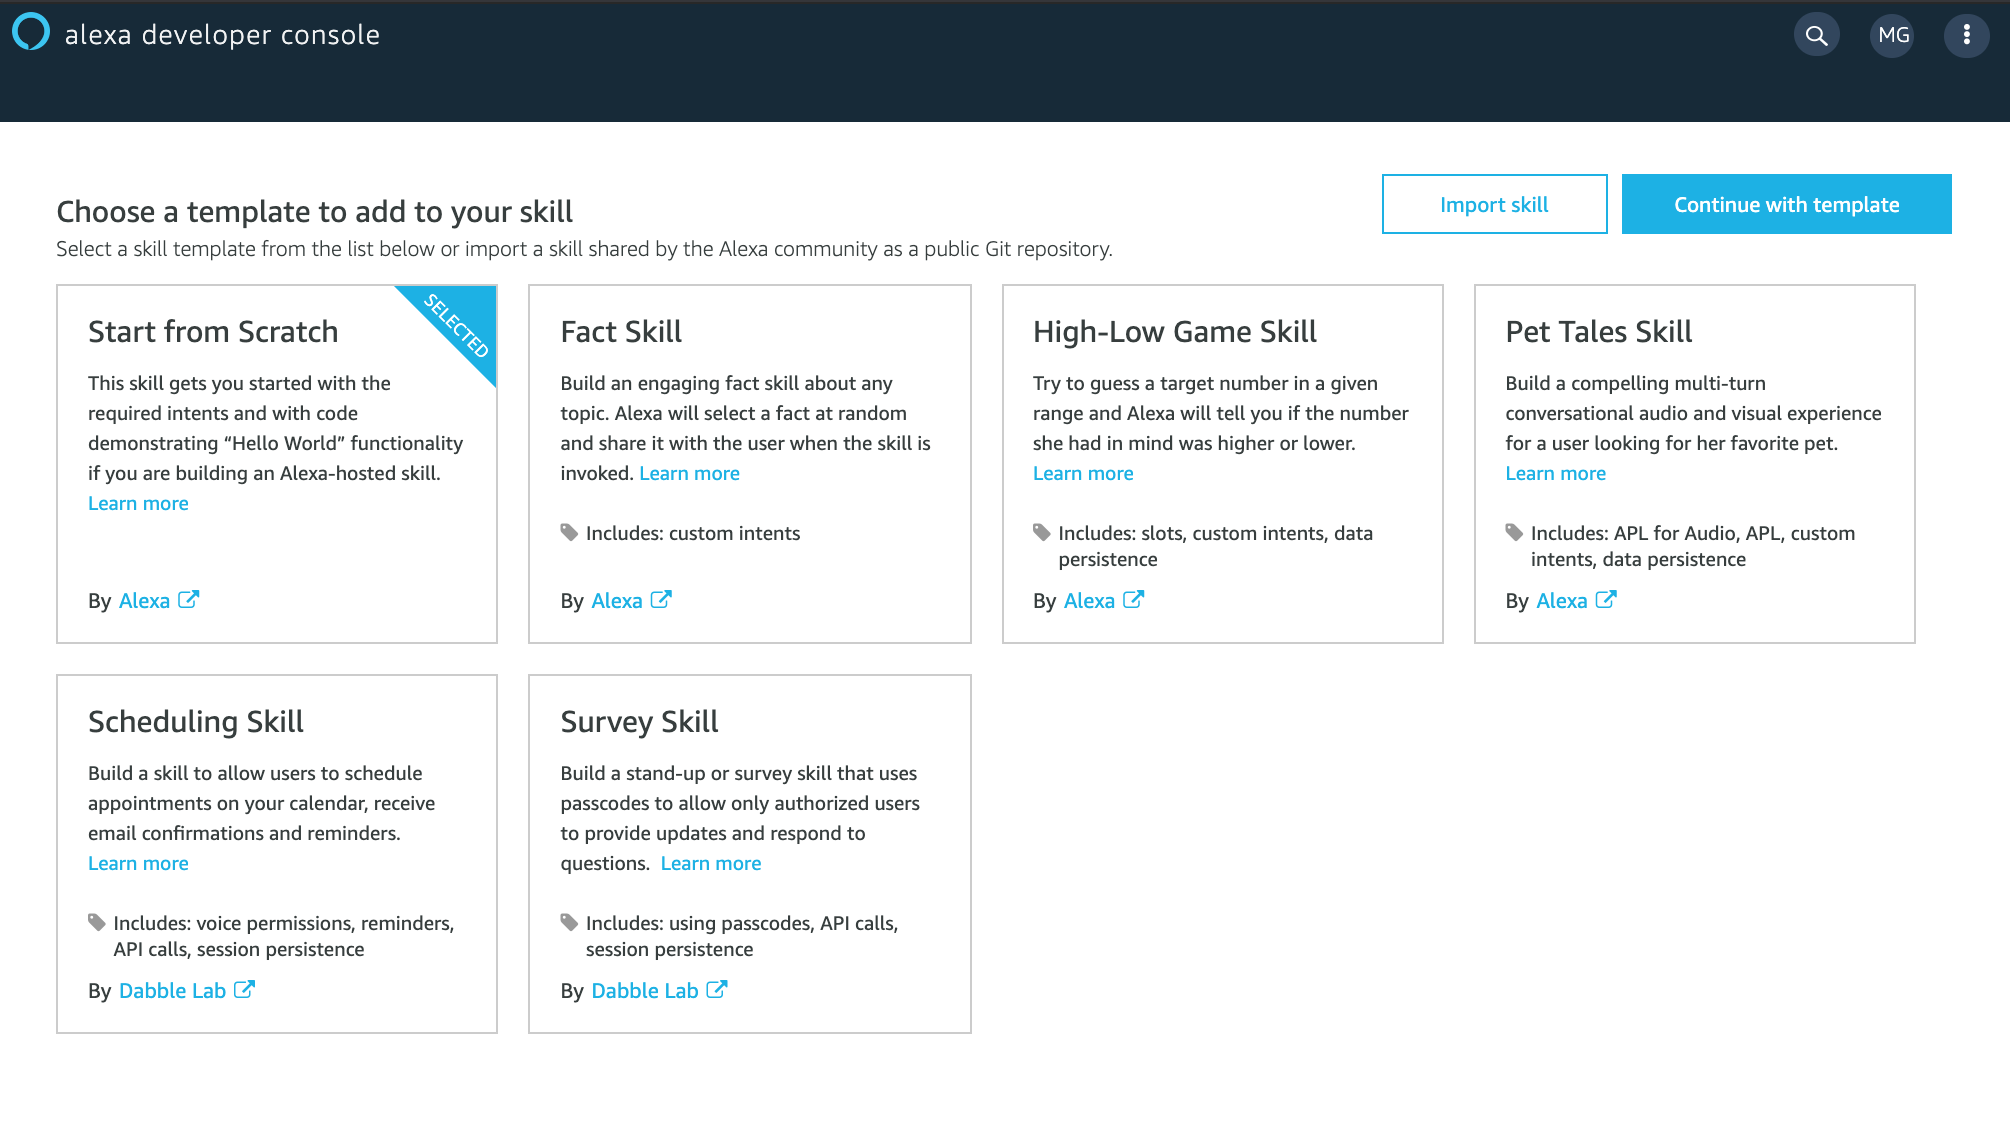 alexa developer console
MG
Import skill
Continue with template
Choose a template to add to your skill
Select a skill template from the list below or import a skill shared by the Alexa community as a public Git repository.
Start from Scratch
SELECTED
This skill gets you started with the
required intents and with code
demonstrating “Hello World” functionality
if you are building an Alexa-hosted skill.
Learn more
By Alexa
Fact Skill
Build an engaging fact skill about any
topic. Alexa will select a fact at random
and share it with the user when the skill is
invoked. Learn more
Includes: custom intents
By Alexa
High-Low Game Skill
Try to guess a target number in a given
range and Alexa will tell you if the number
she had in mind was higher or lower.
Learn more
Includes: slots, custom intents, data
persistence
By Alexa
Pet Tales Skill
Build a compelling multi-turn
conversational audio and visual experience
for a user looking for her favorite pet.
Learn more
Includes: APL for Audio, APL, custom
intents, data persistence
By Alexa
Scheduling Skill
Build a skill to allow users to schedule
appointments on your calendar, receive
email confirmations and reminders.
Learn more
Includes: voice permissions, reminders,
API calls, session persistence
By Dabble Lab
Survey Skill
Build a stand-up or survey skill that uses
passcodes to allow only authorized users
to provide updates and respond to
questions. Learn more
Includes: using passcodes, API calls,
session persistence
By Dabble Lab